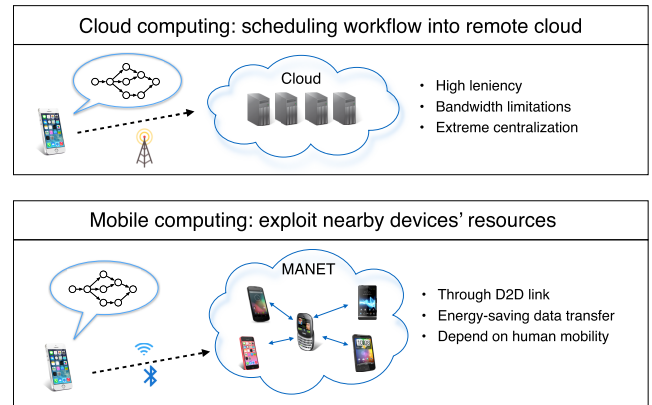 Cloud computing: scheduling workflow into remote cloud
Cloud
• High leniency
• Bandwidth limitations
• Extreme centralization
Mobile computing: exploit nearby devices’ resources
MANET
• Through D2D link
• Energy-saving data transfer
• Depend on human mobility